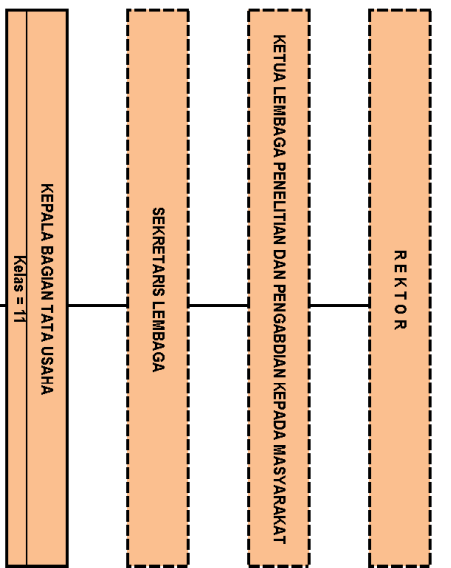 R E K T O R
KETUA LEMBAGA PENELITIAN DAN PENGABDIAN KEPADA MASYARAKAT
SEKRETARIS LEMBAGA
KEPALA BAGIAN TATA USAHA
Kelas = 11